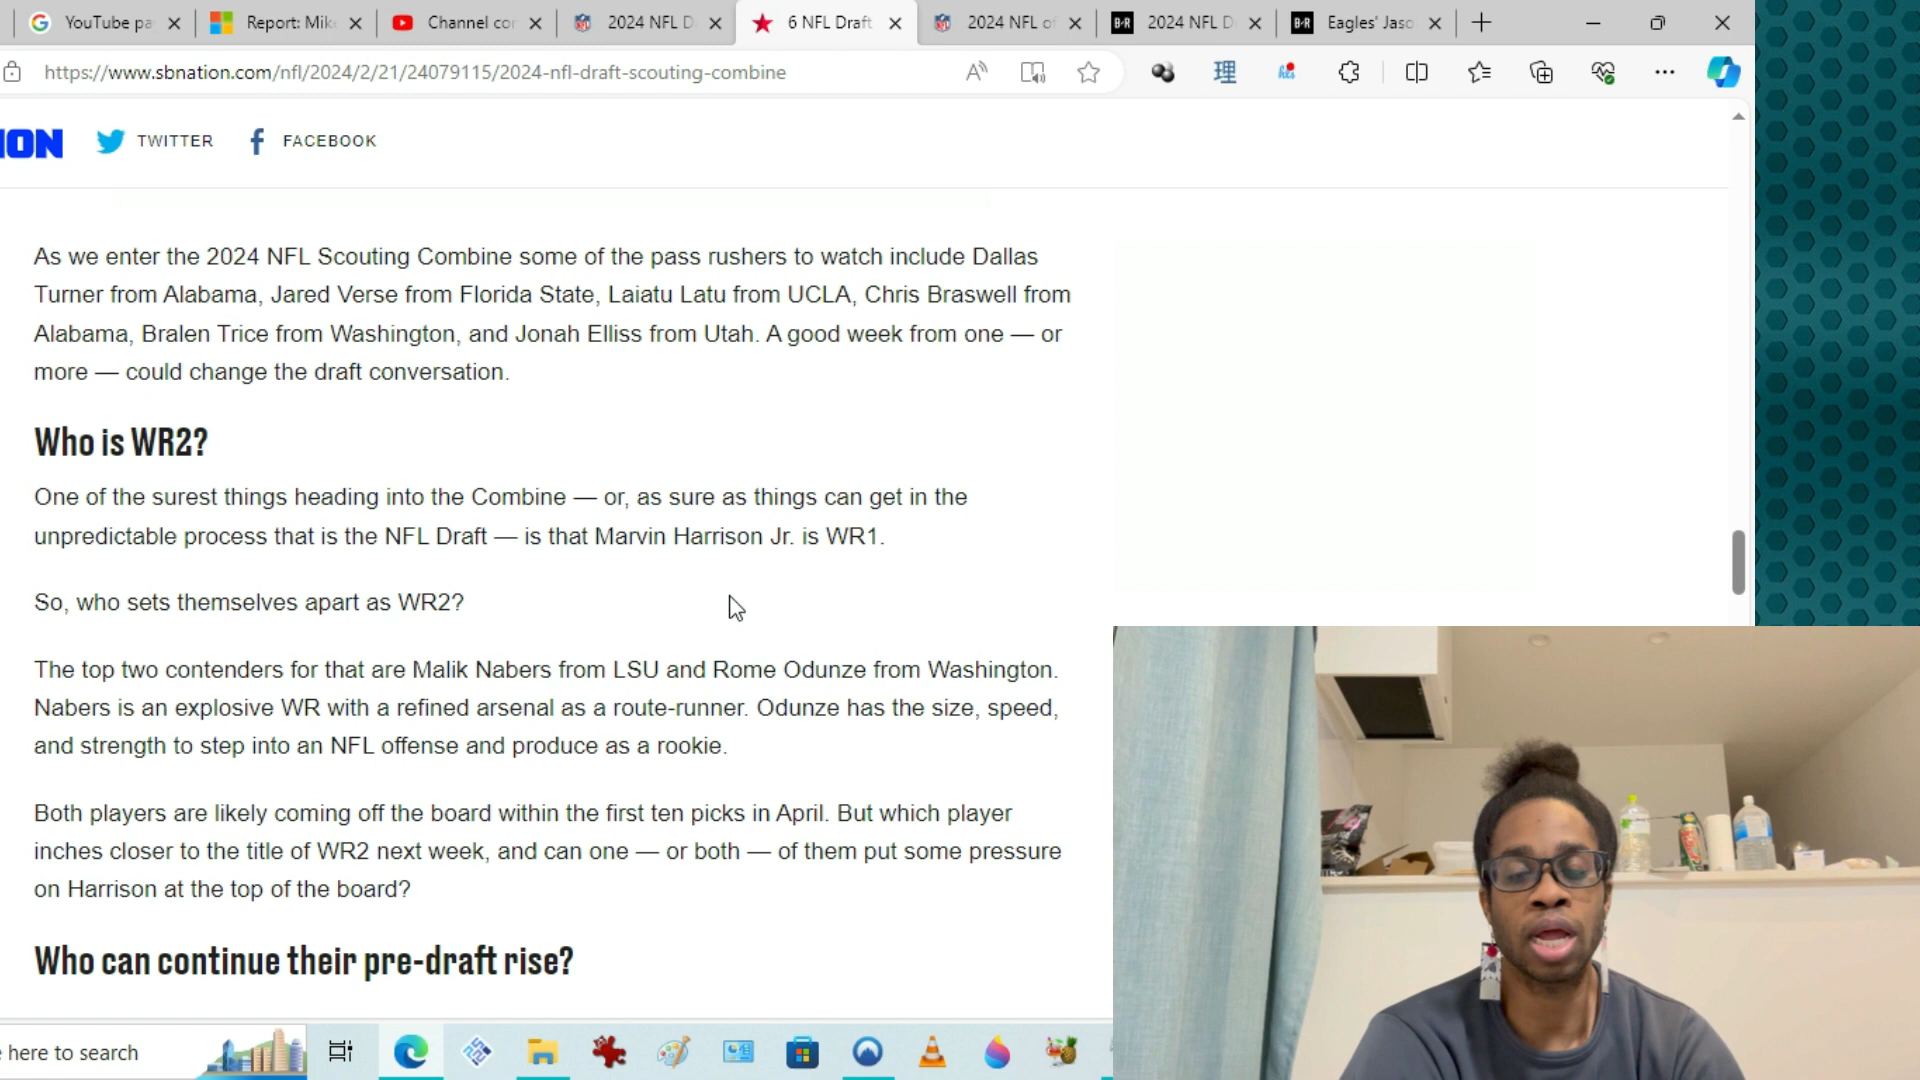 YouTube pa
Report: Mik
Channel co
2024 NFL D
6 NFL Draft
2024 NFL of
B/R 2024 NFL D
B/R Eagles' Jaso
https://www.sbnation.com/nfl/2024/2/21/24079115/2024-nfl-draft-scouting-combine
理
ION TWITTER FACEBOOK
As we enter the 2024 NFL Scouting Combine some of the pass rushers to watch include Dallas
Turner from Alabama, Jared Verse from Florida State, Laiatu Latu from UCLA, Chris Braswell from
Alabama, Bralen Trice from Washington, and Jonah Elliss from Utah. A good week from one — or
more — could change the draft conversation.
Who is WR2?
One of the surest things heading into the Combine — or, as sure as things can get in the
unpredictable process that is the NFL Draft — is that Marvin Harrison Jr. is WR1.
So, who sets themselves apart as WR2?
The top two contenders for that are Malik Nabers from LSU and Rome Odunze from Washington.
Nabers is an explosive WR with a refined arsenal as a route-runner. Odunze has the size, speed,
and strength to step into an NFL offense and produce as a rookie.
Both players are likely coming off the board within the first ten picks in April. But which player
inches closer to the title of WR2 next week, and can one — or both — of them put some pressure
on Harrison at the top of the board?
Who can continue their pre-draft rise?
here to search